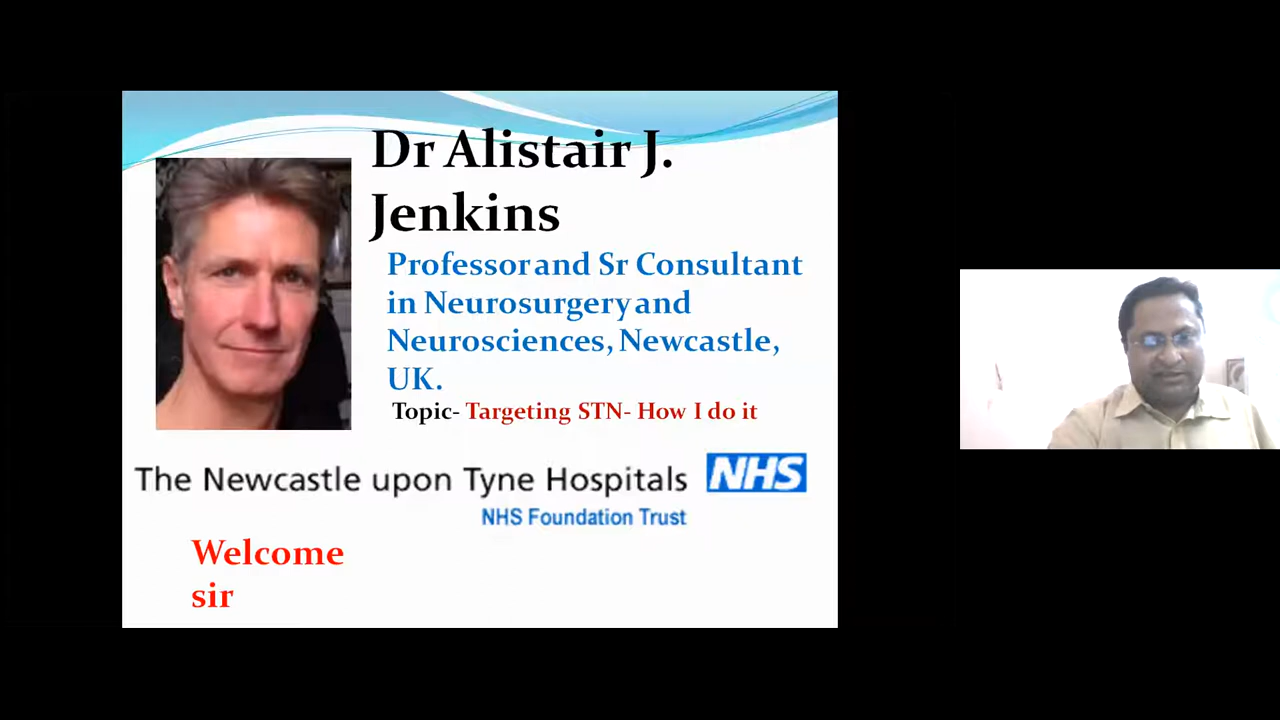 Dr Alistair J.
Jenkins
Professor and Sr Consultant
in Neurosurgery and
Neurosciences, Newcastle,
UK.
Topic- Targeting STN- How I do it
The Newcastle upon Tyne Hospitals NHS
NHS Foundation Trust
Welcome
sir